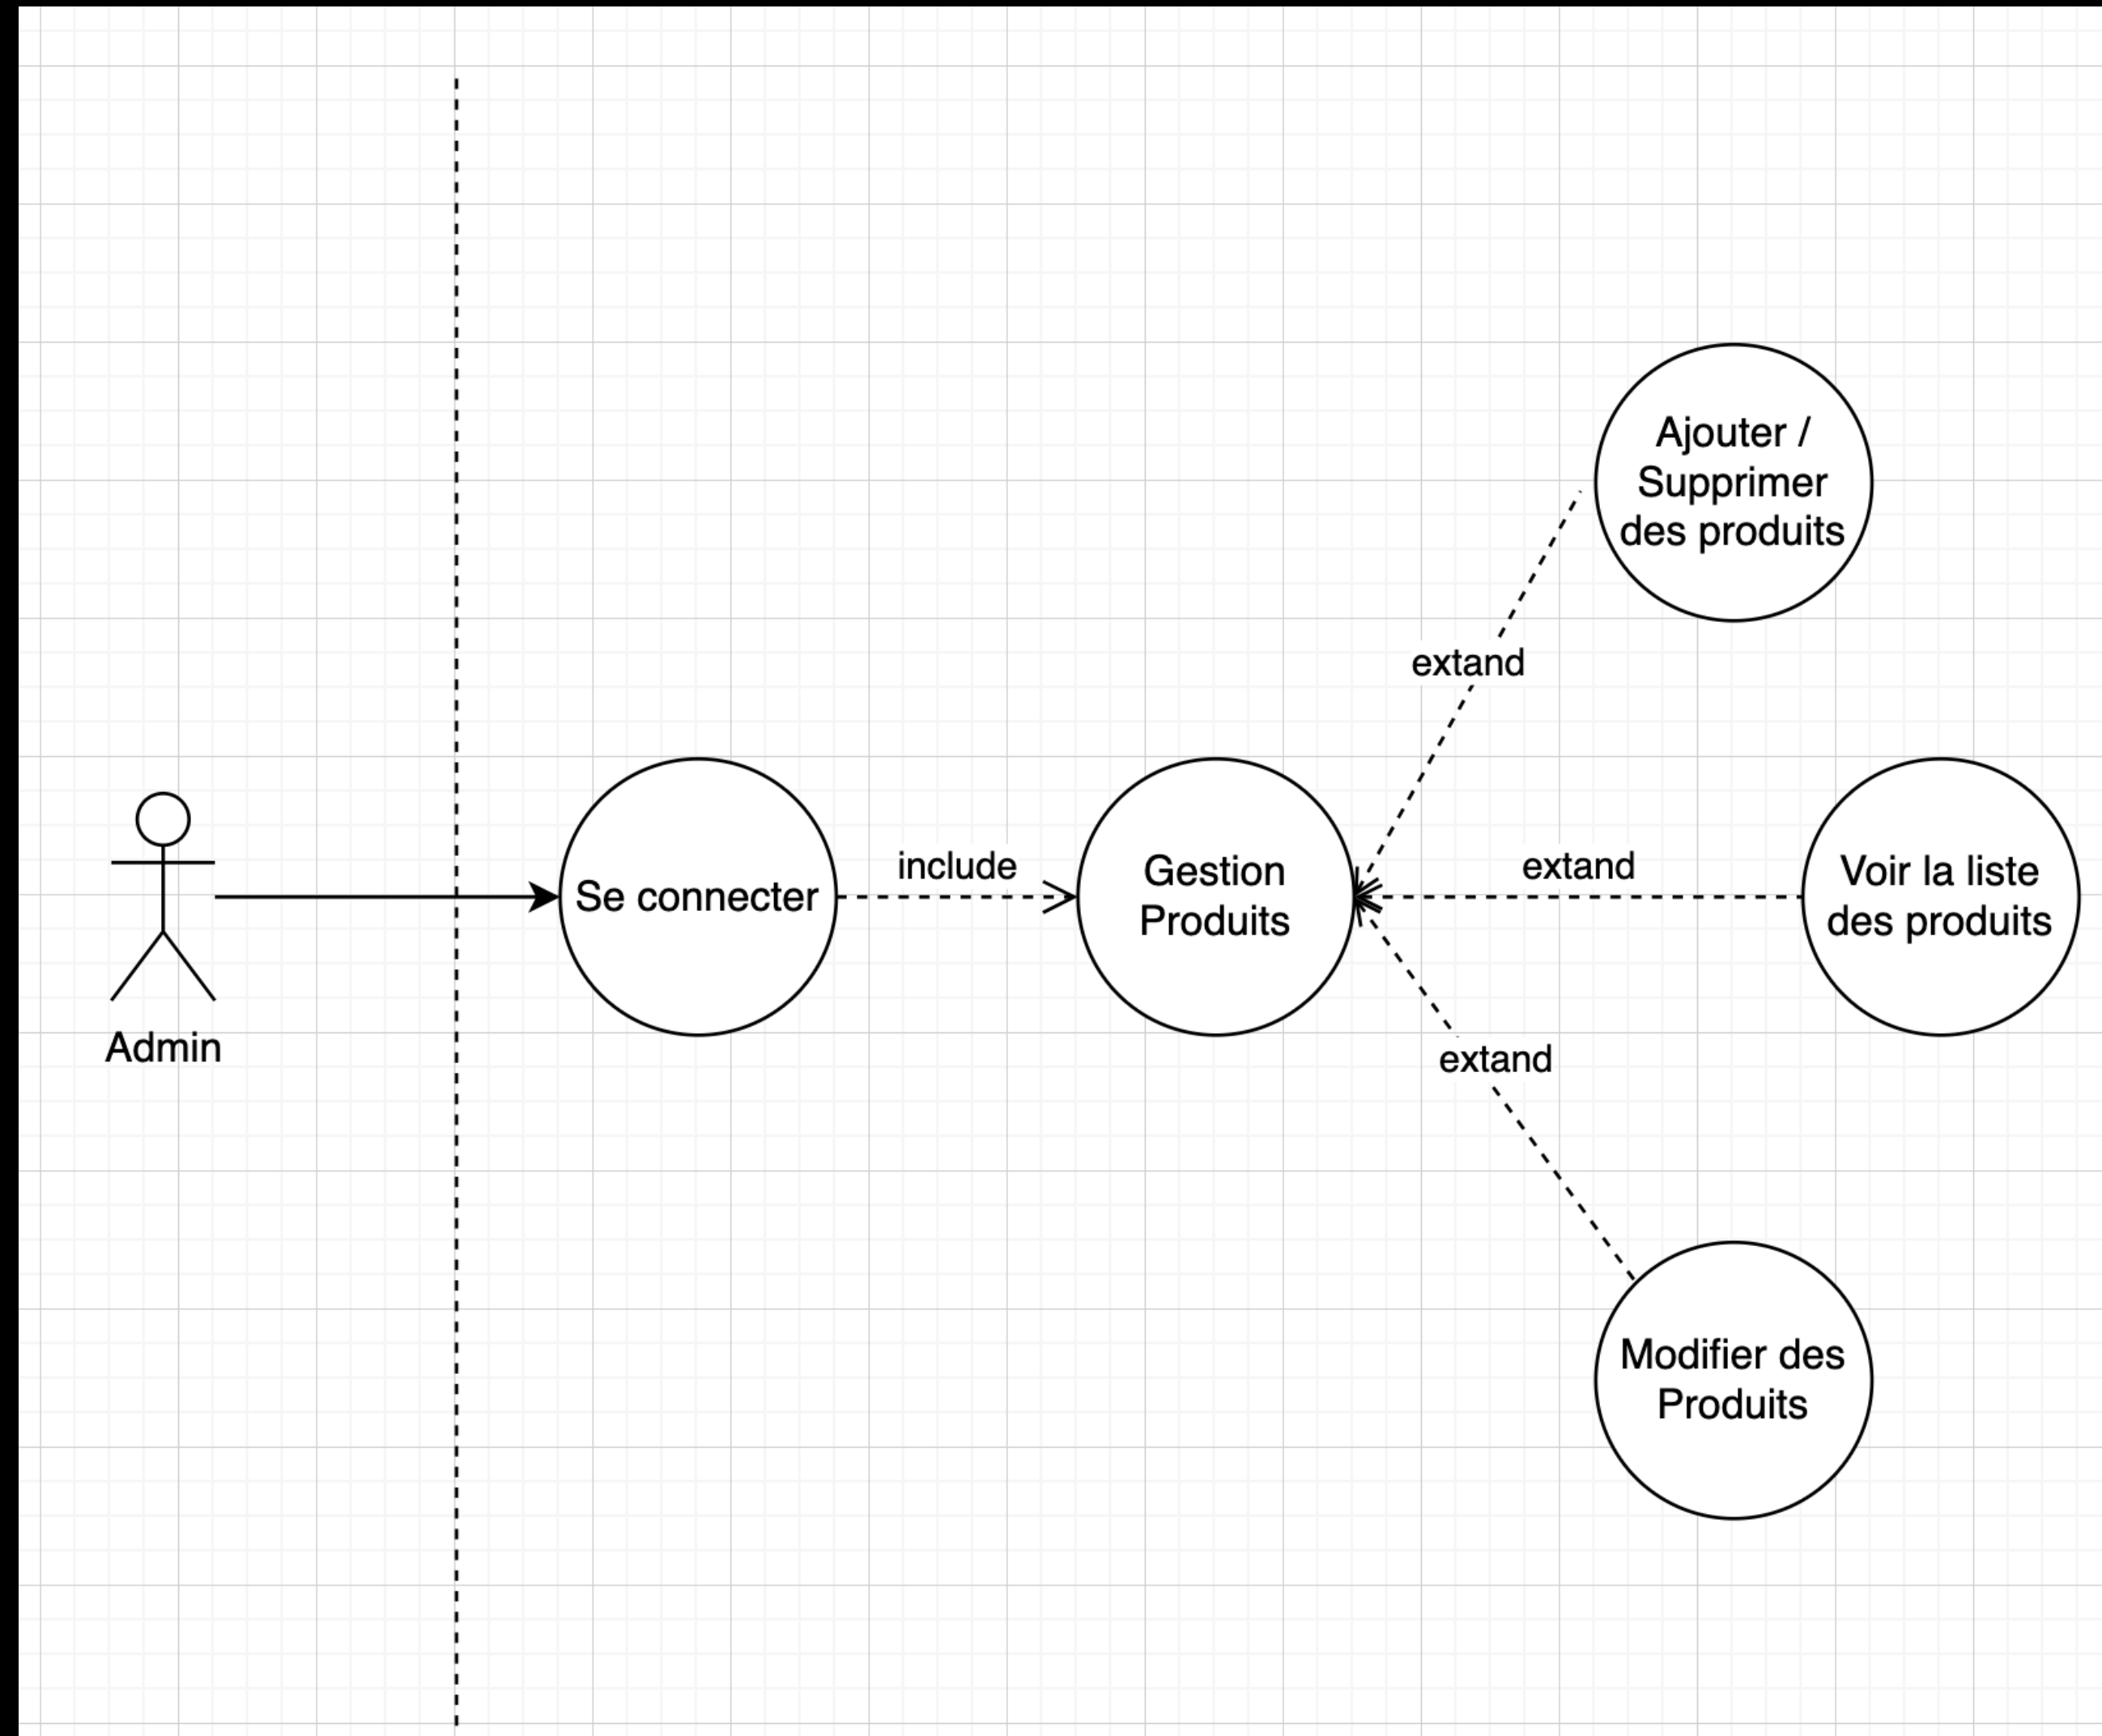 Ajouter /
Supprimer
des produits
extand
Admin
Se connecter
include
Gestion
Produits
extand
Voir la liste
des produits
extand
Modifier des
Produits